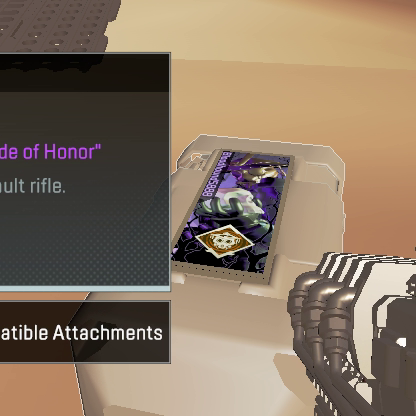 de of Honor"
ult rifle.
atible Attachments